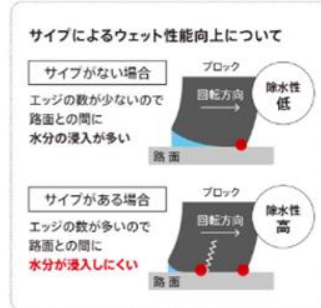 サイプによるウェット性能向上について
サイプがない場合
エッジの数が少ないので
路面との間に
水分の浸入が多い
ブロック
回転方向
除水性
低
路面
サイプがある場合
エッジの数が多いので
路面との間に
水分が浸入しにくい
ブロック
回転方向
除水性
高
路面